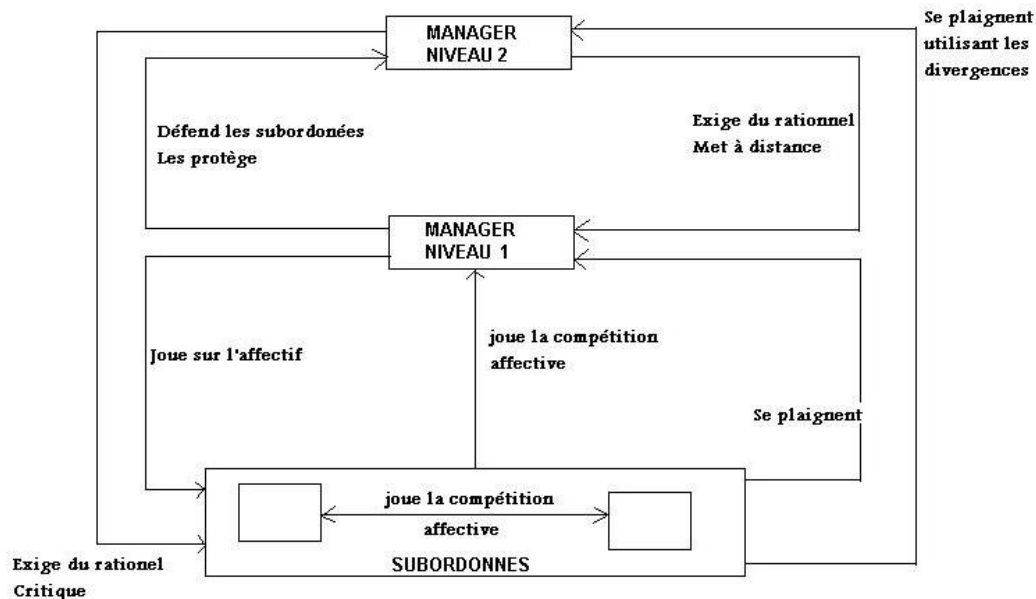 MANAGER
NIVEAU 2
Se plaignent
utilisant les
divergences
Défend les subordonées
Les protège
Exige du rationnel
Met à distance
MANAGER
NIVEAU 1
Joue sur l'affectif
joue la compétition
affective
Se plaignent
joue la compétition
affective
SUBORDONNES
Exige du rationel
Critique